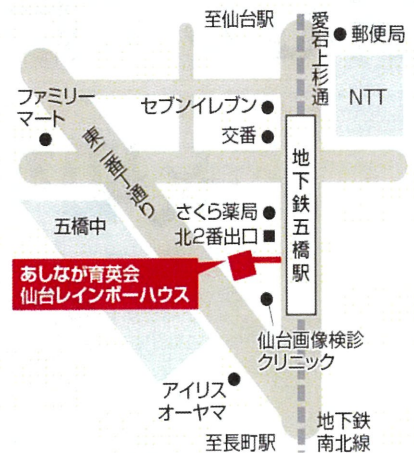 至仙台駅
愛宕上杉通
郵便局
ファミリー
マート
セブンイレブン
NTT
交番
東二番丁通り
地下鉄五橋駅
さくら薬局
五橋中
北2番出口
あしなが育英会
仙台レインボーハウス
仙台画像検診
クリニック
アイリス
オーヤマ
地下鉄
南北線
至長町駅